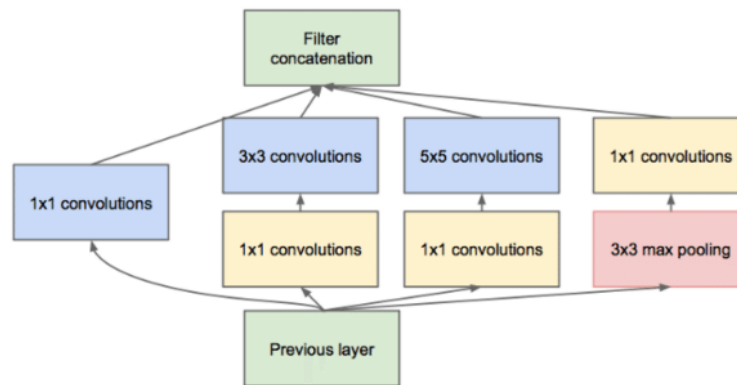 Filter
concatenation
3x3 convolutions
5x5 convolutions
1x1 convolutions
1x1 convolutions
1x1 convolutions
1x1 convolutions
3x3 max pooling
Previous layer